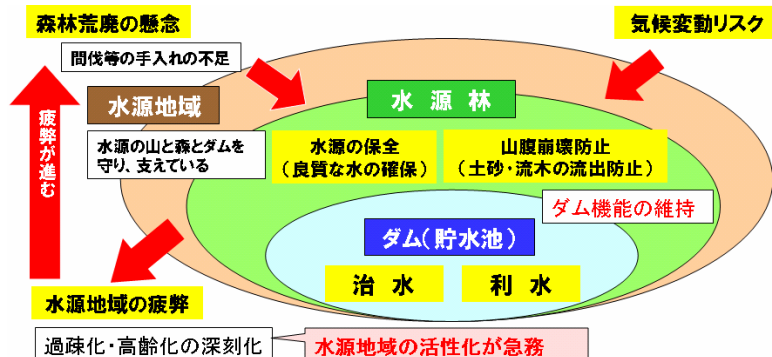 森林荒廃の懸念
気候変動リスク
間伐等の手入れの不足
水源地域
水源林
水源の山と森とダムを
守り、支えている
水源の保全
(良質な水の確保)
山腹崩壊防止
(土砂・流木の流出防止)
疲弊が進む
ダム機能の維持
ダム(貯水池)
治水
利水
水源地域の疲弊
過疎化・高齢化の深刻化
水源地域の活性化が急務